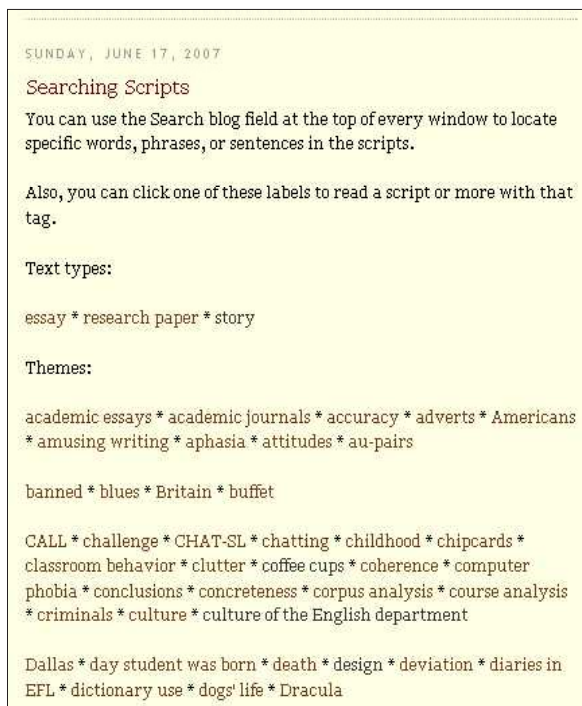 SUNDAY, JUNE 17, 2007
Searching Scripts
You can use the Search blog field at the top of every window to locate
specific words, phrases, or sentences in the scripts.
Also, you can click one of these labels to read a script or more with that
tag.
Text types:
essay * research paper * story
Themes:
academic essays * academic journals * accuracy * adverts * Americans
* amusing writing * aphasia * attitudes * au-pairs
banned * blues * Britain * buffet
CALL * challenge * CHAT-SL * chatting * childhood * chipcards *
classroom behavior * clutter * coffee cups * coherence * computer
phobia * conclusions * concreteness * corpus analysis * course analysis
* criminals * culture * culture of the English department
Dallas * day student was born * death * design * deviation * diaries in
EFL * dictionary use * dogs' life * Dracula